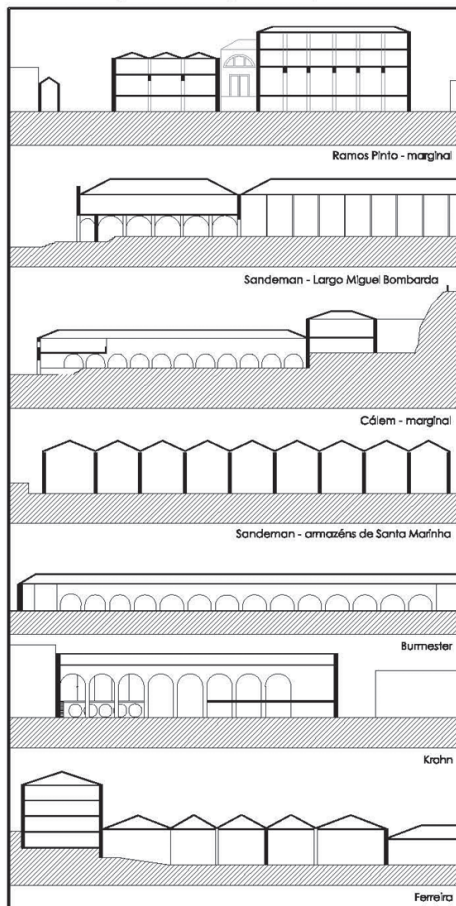 Ramos Pinto - marginal
Sandeman - Largo Miguel Bombarda
Cálem - marginal
Sandeman - armazéns de Santa Marinha
Burmester
Krohn
Ferreira